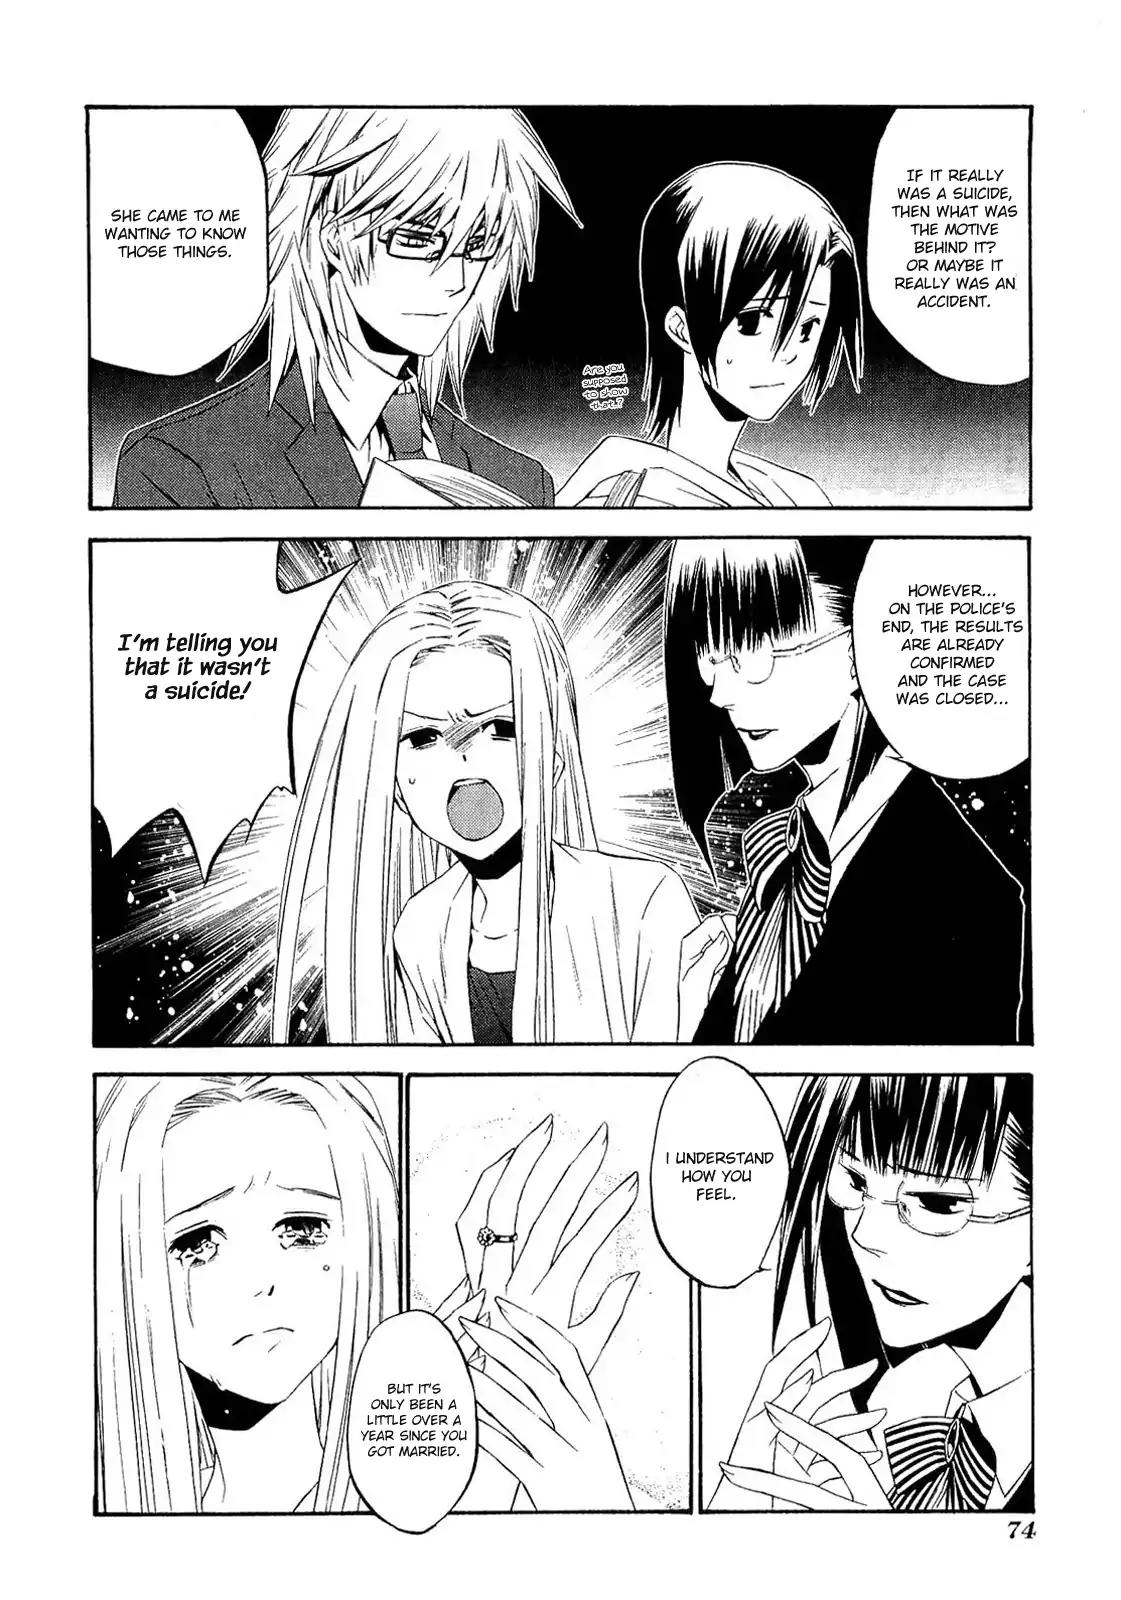 IF IT REALLY
WAS A SUICIDE,
THEN WHAT WAS
THE MOTIVE
BEHIND IT?
OR MAYBE IT
REALLY WAS AN
ACCIDENT.
SHE CAME TO ME
WANTING TO KNOW
THOSE THINGS.
Are you
supposed
to show
that..?
HOWEVER...
ON THE POLICE'S
END, THE RESULTS
ARE ALREADY
CONFIRMED
AND THE CASE
WAS CLOSED...
I'm telling you
that it wasn't
a suicide!
I UNDERSTAND
HOW YOU
FEEL.
BUT IT'S
ONLY BEEN A
LITTLE OVER A
YEAR SINCE YOU
GOT MARRIED.
74